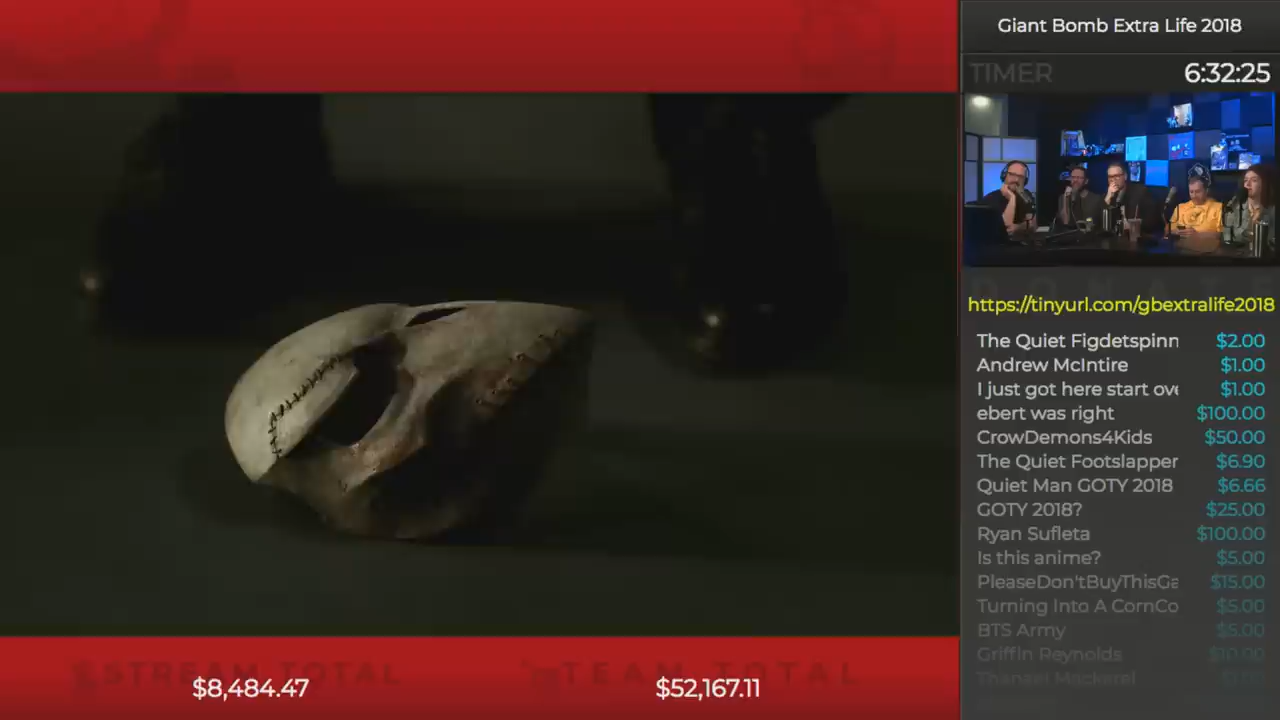 Giant Bomb Extra Life 2018
TIMER
6:32:25
DONATE
https://tinyurl.com/gbextralife2018
The Quiet Figdetspinn $2.00
Andrew McIntire $1.00
I just got here start ove $1.00
ebert was right $100.00
CrowDemons4Kids $50.00
The Quiet Footslapper $6.90
Quiet Man GOTY 2018 $6.66
GOTY 2018? $25.00
Ryan Sufleta $100.00
Is this anime? $5.00
PleaseDon'tBuyThisGa $15.00
Turning Into A CornCo $5.00
BTS Army $5.00
Griffin Reynolds $10.00
STREAM TOTAL
$8,484.47
TEAM TOTAL
$52,167.11